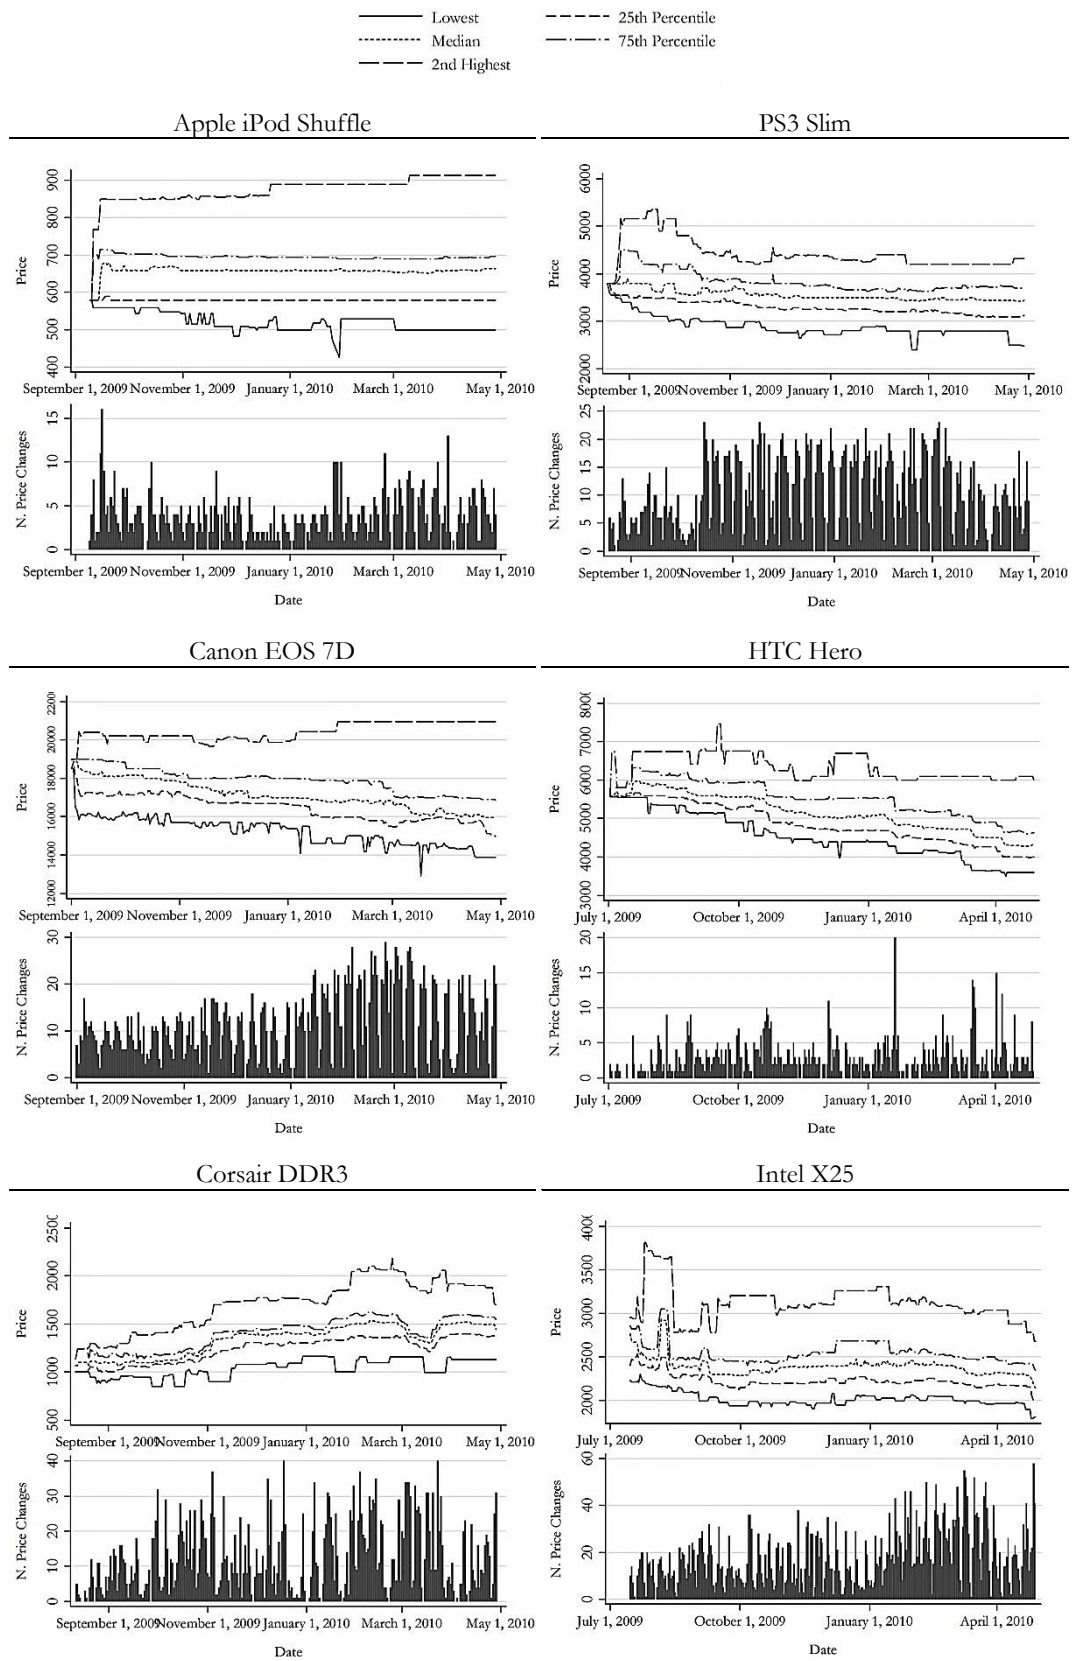 Lowest
25th Percentile
Median
75th Percentile
2nd Highest
Apple iPod Shuffle
PS3 Slim
Price
900
800
700
600
500
400
September 1, 2009
November 1, 2009
January 1, 2010
March 1, 2010
May 1, 2010
N. Price Changes
15
10
5
0
September 1, 2009
November 1, 2009
January 1, 2010
March 1, 2010
May 1, 2010
Date
Price
6000
5000
4000
3000
2000
September 1, 2009
November 1, 2009
January 1, 2010
March 1, 2010
May 1, 2010
N. Price Changes
25
20
15
10
5
0
September 1, 2009
November 1, 2009
January 1, 2010
March 1, 2010
May 1, 2010
Date
Canon EOS 7D
HTC Hero
Price
20000
18000
16000
14000
12000
September 1, 2009
November 1, 2009
January 1, 2010
March 1, 2010
May 1, 2010
N. Price Changes
30
20
10
0
September 1, 2009
November 1, 2009
January 1, 2010
March 1, 2010
May 1, 2010
Date
Price
7000
6000
5000
4000
3000
July 1, 2009
October 1, 2009
January 1, 2010
April 1, 2010
N. Price Changes
20
15
10
5
0
July 1, 2009
October 1, 2009
January 1, 2010
April 1, 2010
Date
Corsair DDR3
Intel X25
Price
2000
1500
1000
500
September 1, 2009
November 1, 2009
January 1, 2010
March 1, 2010
May 1, 2010
N. Price Changes
40
30
20
10
0
September 1, 2009
November 1, 2009
January 1, 2010
March 1, 2010
May 1, 2010
Date
Price
3500
3000
2500
2000
July 1, 2009
October 1, 2009
January 1, 2010
April 1, 2010
N. Price Changes
60
40
20
0
July 1, 2009
October 1, 2009
January 1, 2010
April 1, 2010
Date